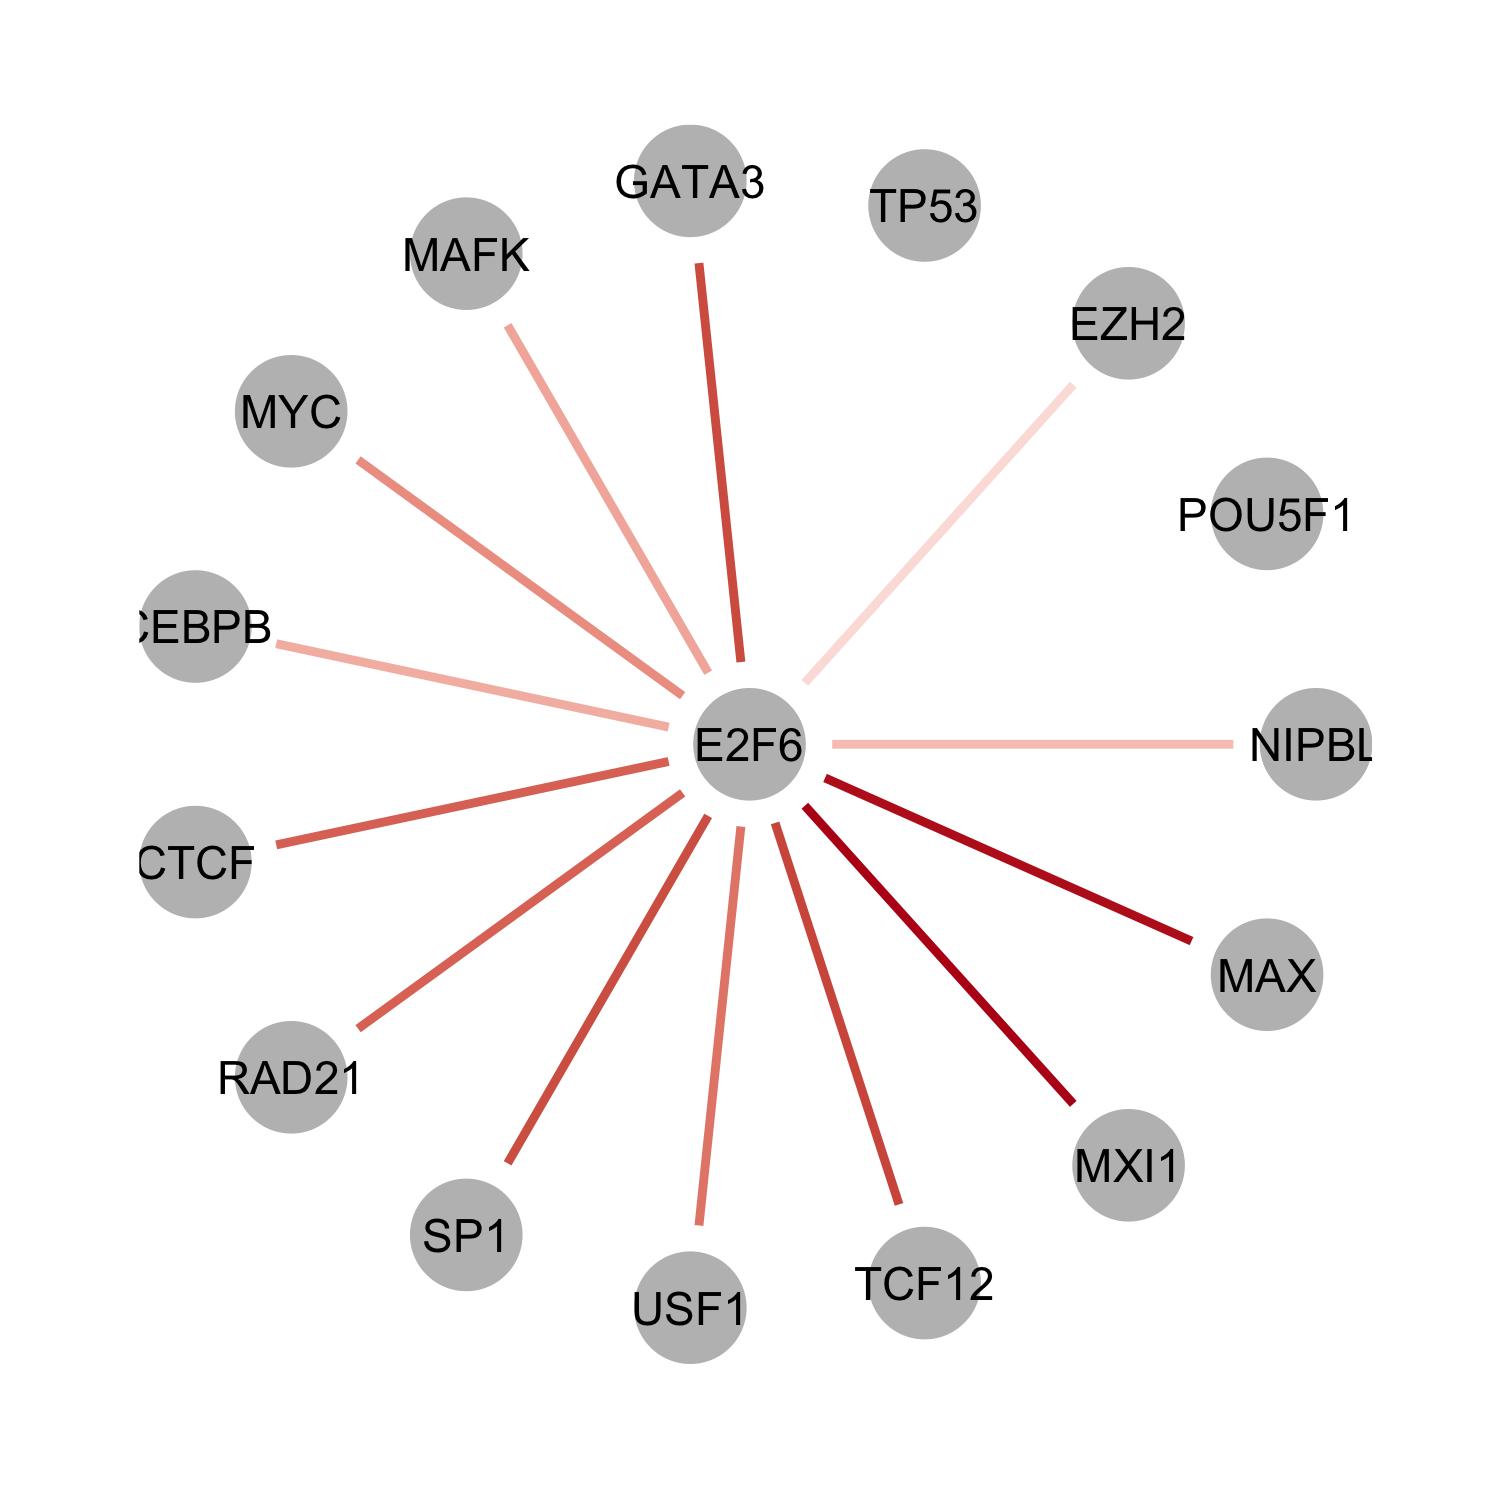 GATA3
TP53
MAFK
EZH2
MYC
POU5F1
CEBPB
E2F6
NIPBL
CTCF
MAX
RAD21
MXI1
SP1
TCF12
USF1